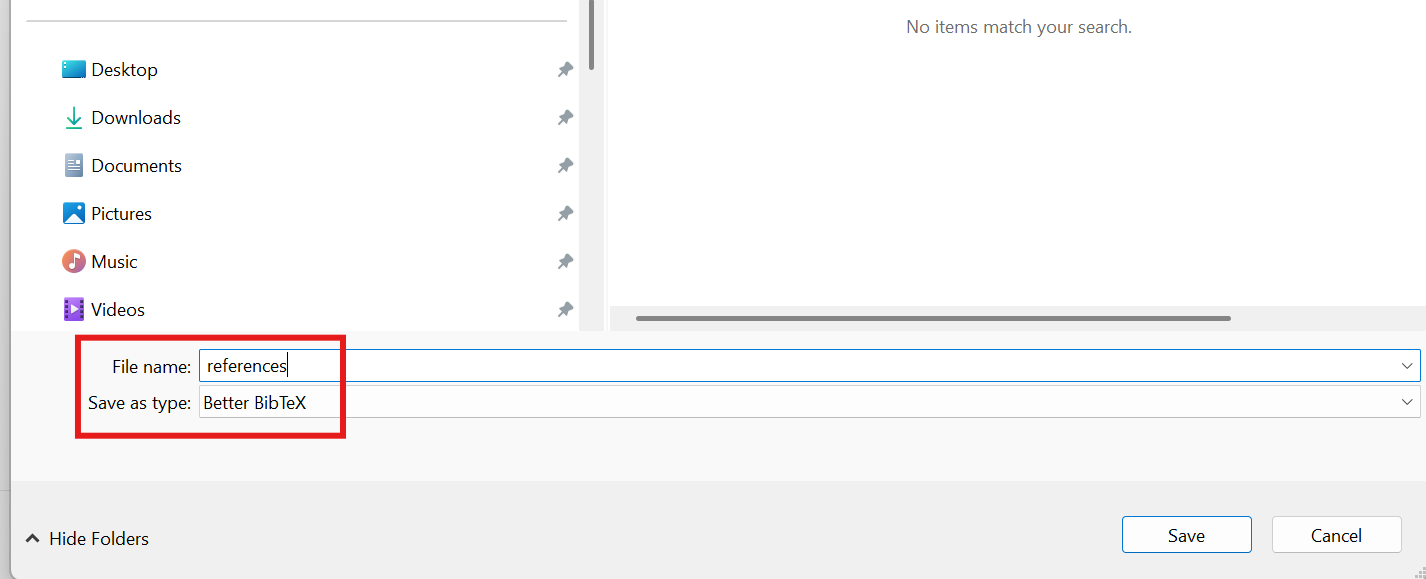 No items match your search.
Desktop
Downloads
Documents
Pictures
Music
Videos
File name: references
Save as type: Better BibTeX
Hide Folders
Save
Cancel